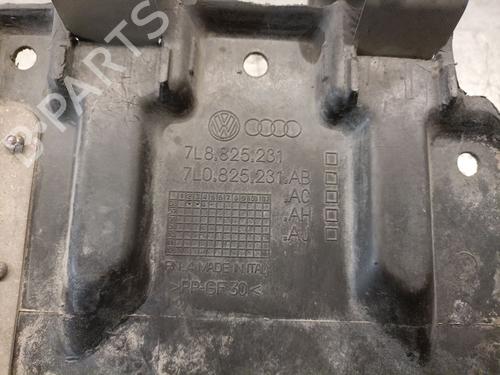 B-PARTS
7L8.825.231
7L0.825.231.AB
.AC
.AH
.AJ
MADE IN ITALY
>PP-GF30<